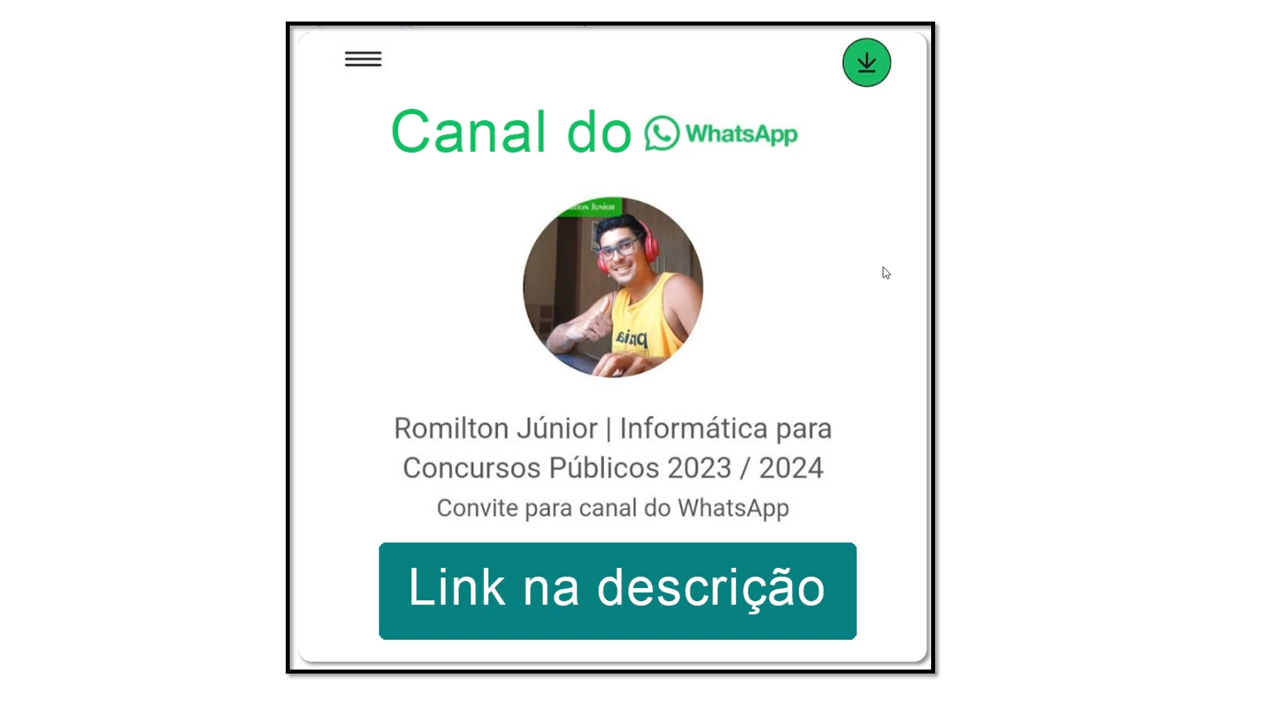 Canal do WhatsApp
Junior
Romilton Júnior | Informática para
Concursos Públicos 2023 / 2024
Convite para canal do WhatsApp
Link na descrição